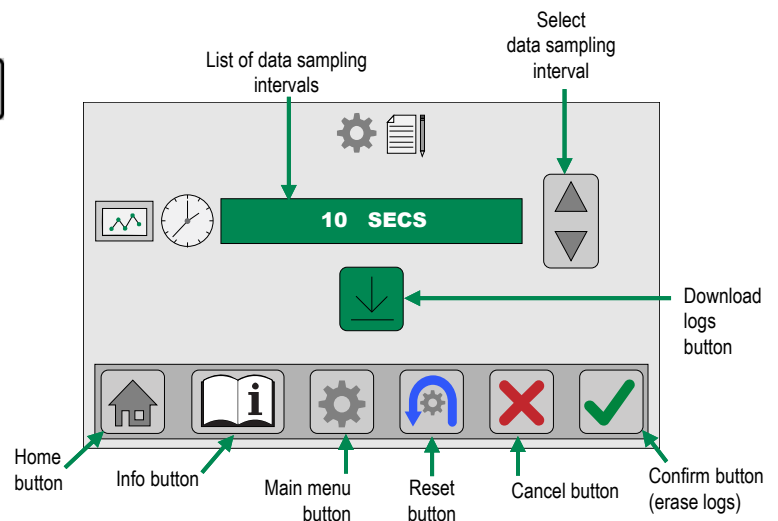 Select
data sampling
interval
List of data sampling
intervals
10 SECS
Download
logs
button
i
Home
button
Info button
Main menu
button
Reset
button
Cancel button
Confirm button
(erase logs)